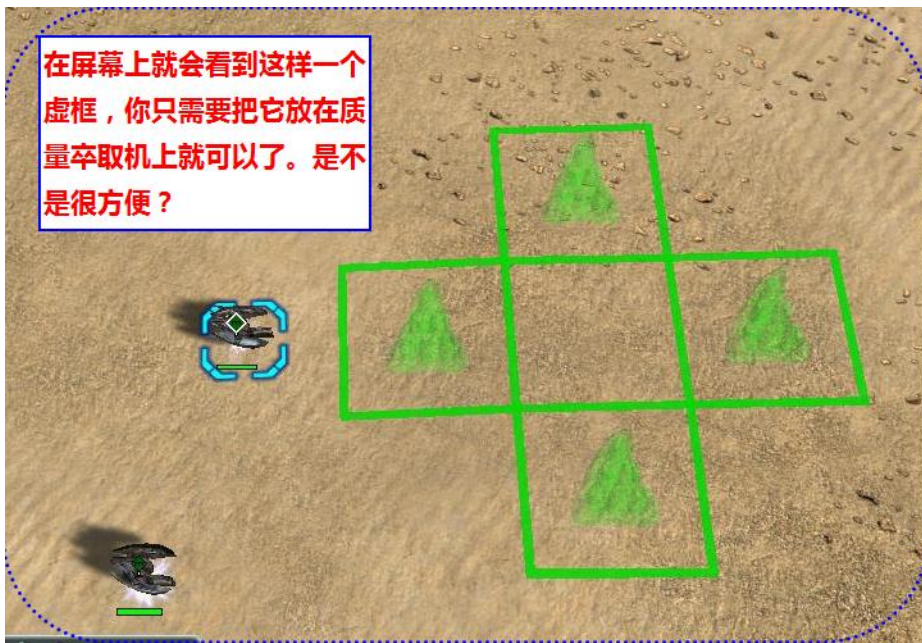 在屏幕上就会看到这样一个
虚框，你只需要把它放在质
量卒取机上就可以了。是不
是很方便？